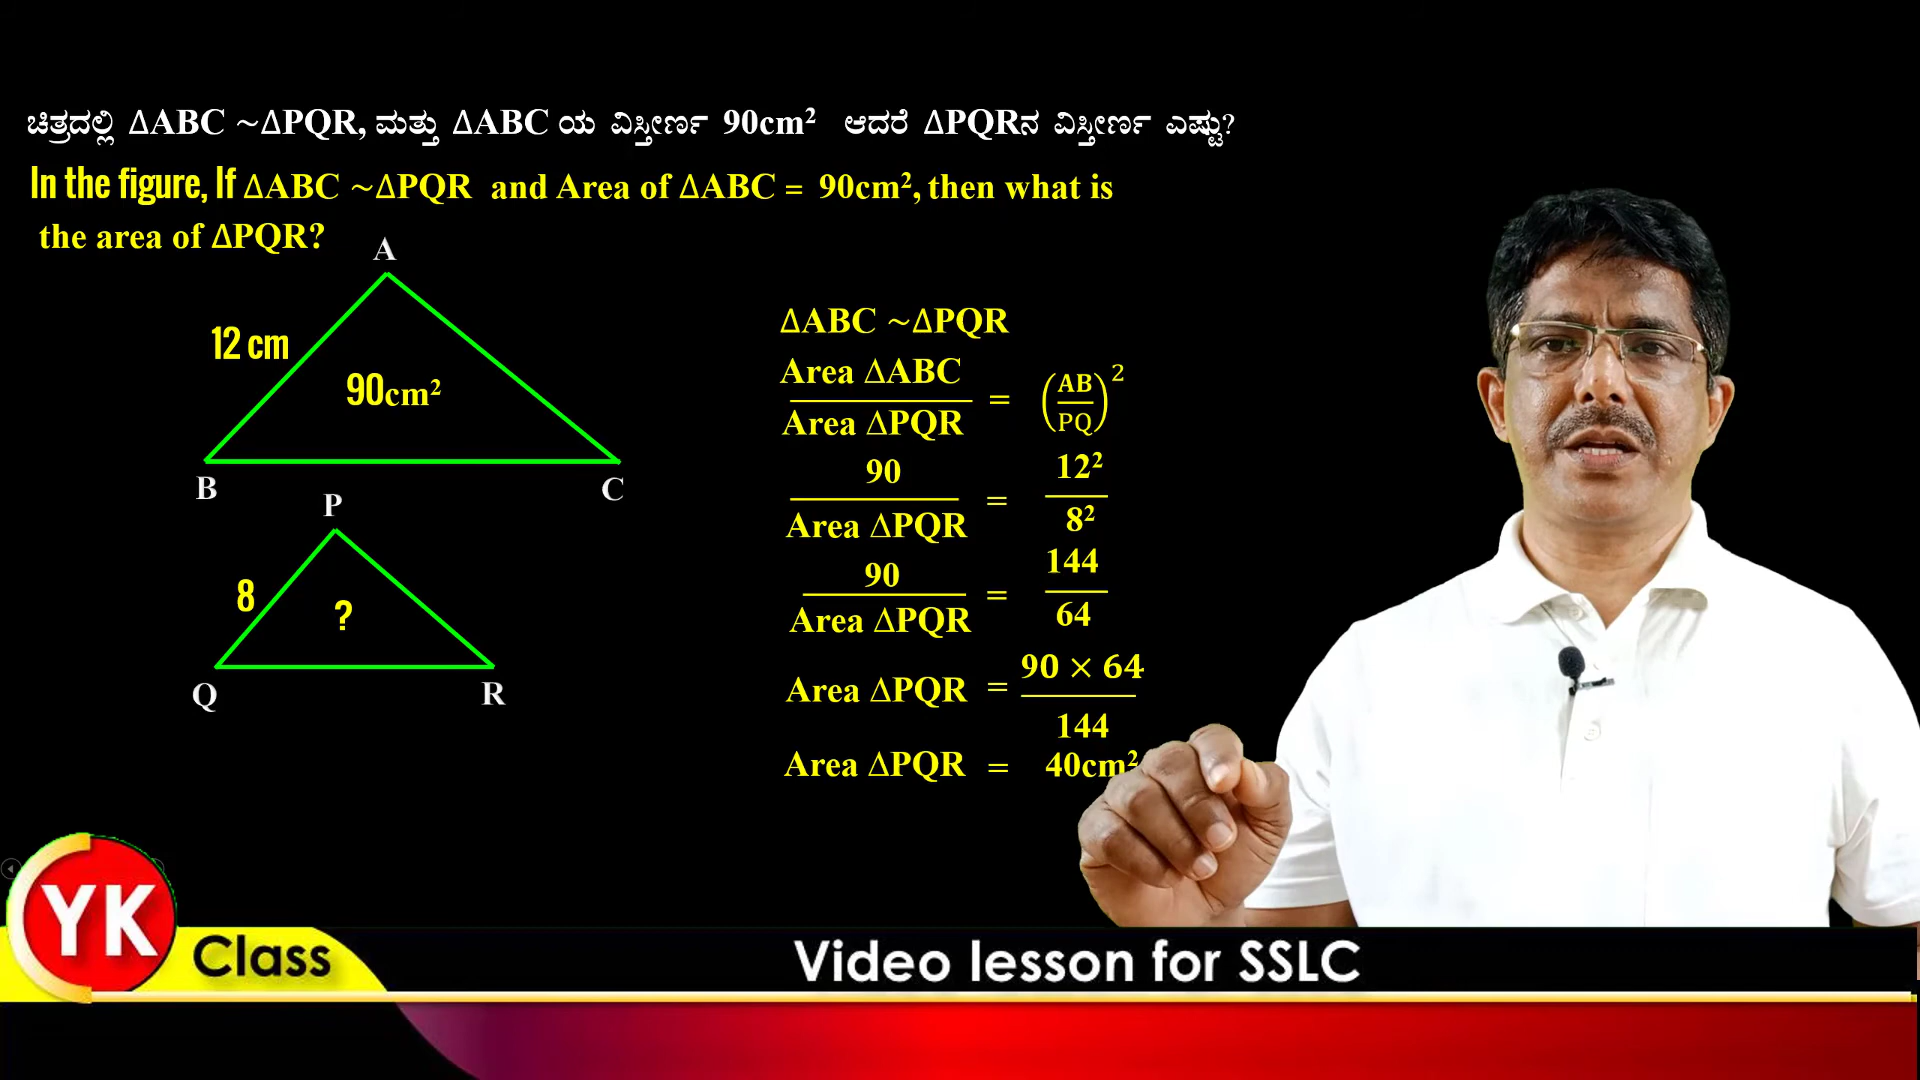 ಚಿತ್ರದಲ್ಲಿ ΔABC ~ΔPQR, ಮತ್ತು ΔABC ಯ ವಿಸ್ತೀರ್ಣ 90cm² ಆದರೆ ΔPQRನ ವಿಸ್ತೀರ್ಣ ಎಷ್ಟು?
In the figure, If ΔABC ~ΔPQR and Area of ΔABC = 90cm², then what is
the area of ΔPQR?
A
12 cm
90cm²
B
C
P
8
?
Q
R
ΔABC ~ΔPQR
Area ΔABC
Area ΔPQR
= (AB/PQ)²
90
Area ΔPQR
=
12²
8²
90
Area ΔPQR
=
144
64
Area ΔPQR =
90 × 64
144
Area ΔPQR = 40cm²
YK
Class
Video lesson for SSLC